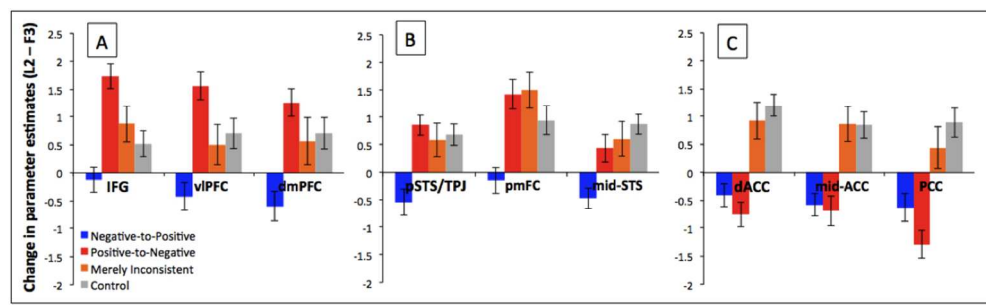 Change in parameter estimates (L2 – F3)
A
2.5
2
1.5
1
0.5
0
-0.5
-1
-1.5
-2
IFG
vlPFC
dmPFC
Negative-to-Positive
Positive-to-Negative
Merely Inconsistent
Control
B
2.5
2
1.5
1
0.5
0
-0.5
-1
-1.5
-2
pSTS/TPJ
pmFC
mid-STS
C
2.5
2
1.5
1
0.5
0
-0.5
-1
-1.5
-2
dACC
mid-ACC
PCC